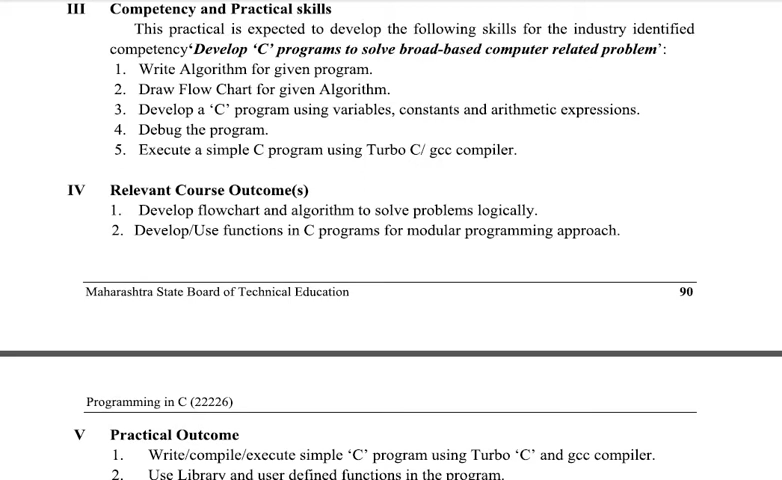 III Competency and Practical skills
This practical is expected to develop the following skills for the industry identified
competency‘Develop ‘C’ programs to solve broad-based computer related problem’:
1. Write Algorithm for given program.
2. Draw Flow Chart for given Algorithm.
3. Develop a ‘C’ program using variables, constants and arithmetic expressions.
4. Debug the program.
5. Execute a simple C program using Turbo C/ gcc compiler.
IV Relevant Course Outcome(s)
1. Develop flowchart and algorithm to solve problems logically.
2. Develop/Use functions in C programs for modular programming approach.
Maharashtra State Board of Technical Education 90
Programming in C (22226)
V Practical Outcome
1. Write/compile/execute simple ‘C’ program using Turbo ‘C’ and gcc compiler.
2. Use Library and user defined functions in the program.